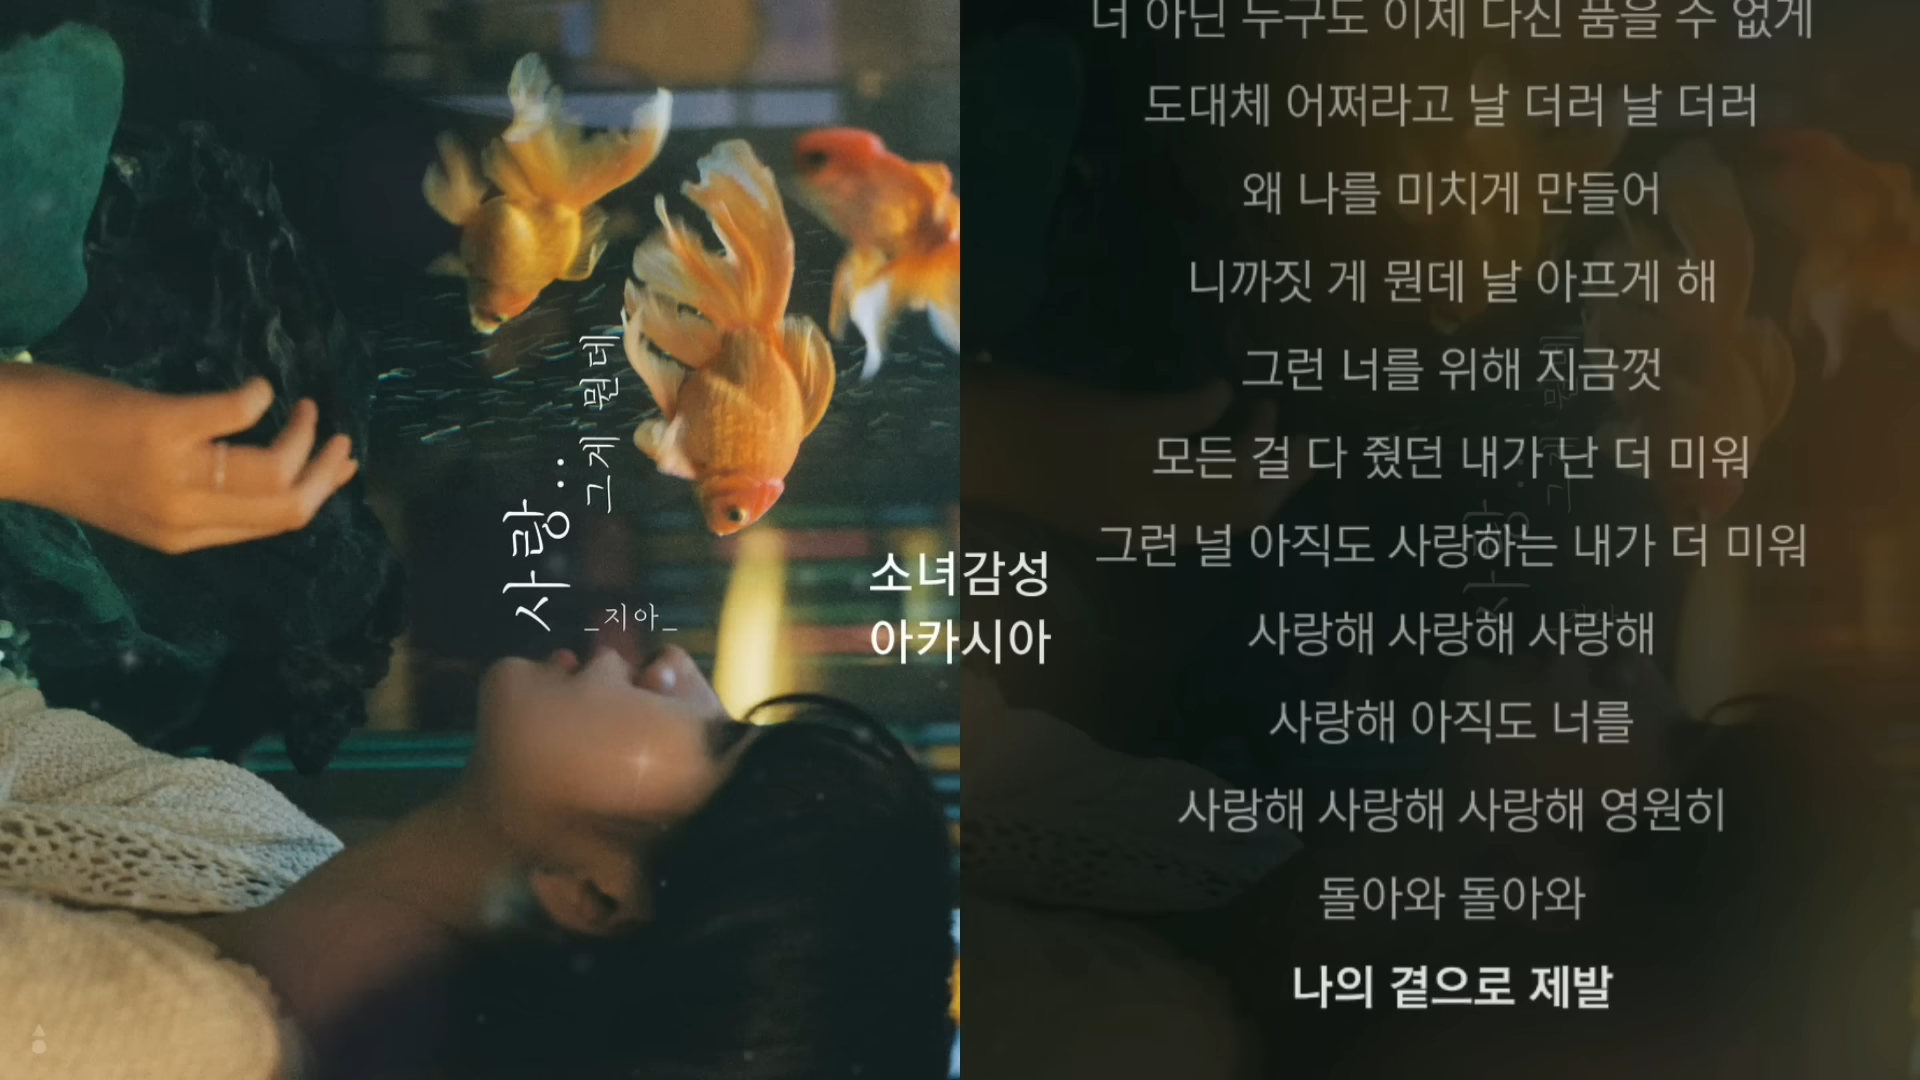 사랑..
그게 뭔데
_지아_
소녀감성
아카시아
너 아닌 누구도 이제 다신 품을 수 없게
도대체 어쩌라고 날 더러 날 더러
왜 나를 미치게 만들어
니까짓 게 뭔데 날 아프게 해
그런 너를 위해 지금껏
모든 걸 다 줬던 내가 난 더 미워
그런 널 아직도 사랑하는 내가 더 미워
사랑해 사랑해 사랑해
사랑해 아직도 너를
사랑해 사랑해 사랑해 영원히
돌아와 돌아와
나의 곁으로 제발